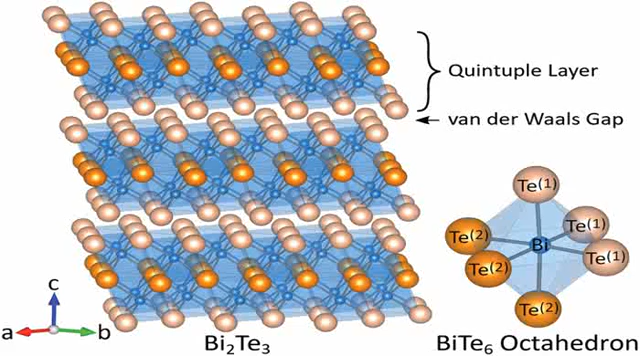 Quintuple Layer
van der Waals Gap
Te(1)
Te(1)
Te(2)
Bi
Te(2)
Te(1)
Te(2)
c
a
b
Bi2Te3
BiTe6 Octahedron